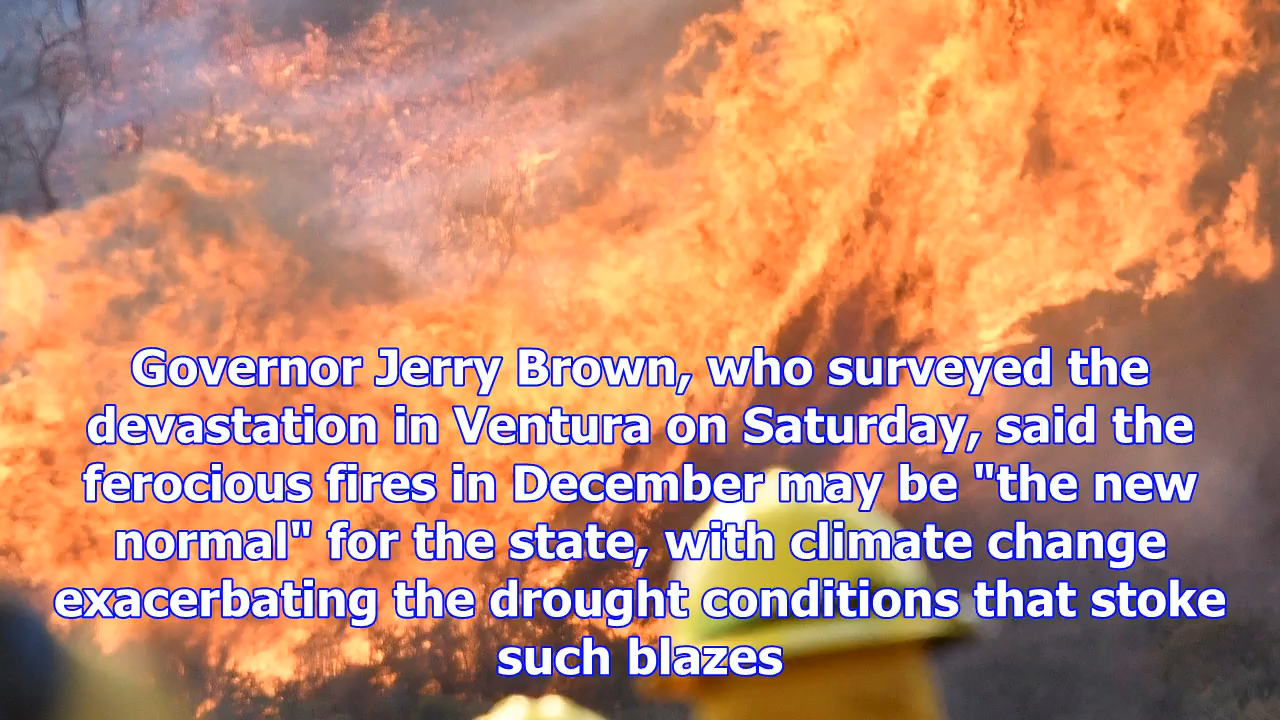 Governor Jerry Brown, who surveyed the
devastation in Ventura on Saturday, said the
ferocious fires in December may be "the new
normal" for the state, with climate change
exacerbating the drought conditions that stoke
such blazes